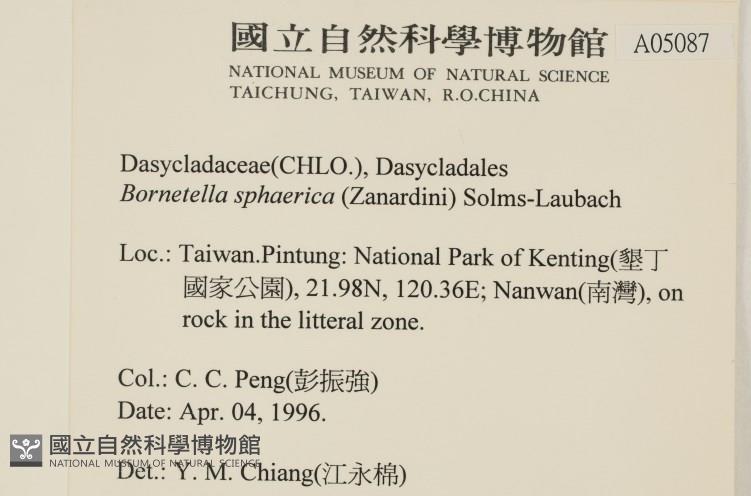 國立自然科學博物館
A05087
NATIONAL MUSEUM OF NATURAL SCIENCE
TAICHUNG, TAIWAN, R.O.CHINA
Dasycladaceae(CHLO.), Dasycladales
Bornetella sphaerica (Zanardini) Solms-Laubach
Loc.: Taiwan.Pintung: National Park of Kenting(墾丁
國家公園), 21.98N, 120.36E; Nanwan(南灣), on
rock in the litteral zone.
Col.: C. C. Peng(彭振強)
Date: Apr. 04, 1996.
國立自然科學博物館
NATIONAL MUSEUM OF NATURAL SCIENCE
Det.: Y. M. Chiang(江永棉)